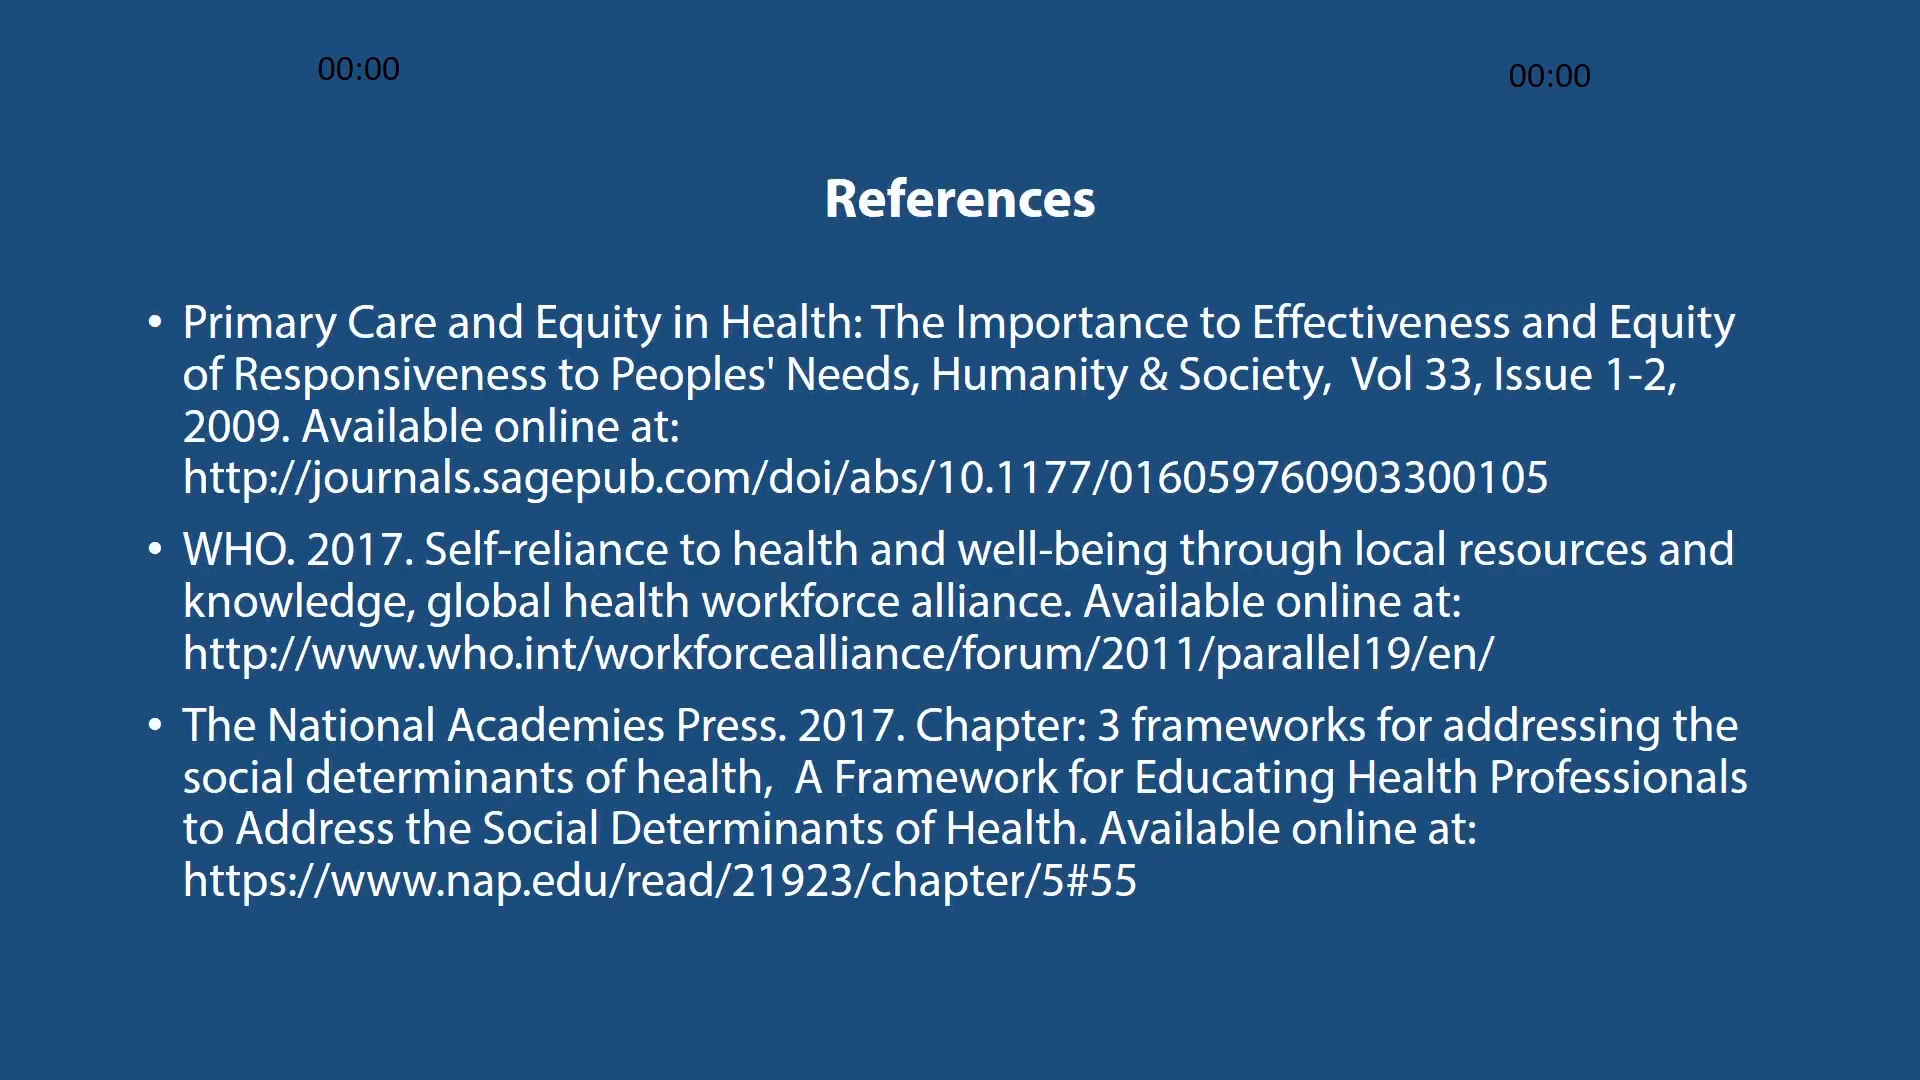 00:00
00:00
References
• Primary Care and Equity in Health: The Importance to Effectiveness and Equity
of Responsiveness to Peoples' Needs, Humanity & Society,  Vol 33, Issue 1-2,
2009. Available online at:
http://journals.sagepub.com/doi/abs/10.1177/016059760903300105
• WHO. 2017. Self-reliance to health and well-being through local resources and
knowledge, global health workforce alliance. Available online at:
http://www.who.int/workforcealliance/forum/2011/parallel19/en/
• The National Academies Press. 2017. Chapter: 3 frameworks for addressing the
social determinants of health,  A Framework for Educating Health Professionals
to Address the Social Determinants of Health. Available online at:
https://www.nap.edu/read/21923/chapter/5#55